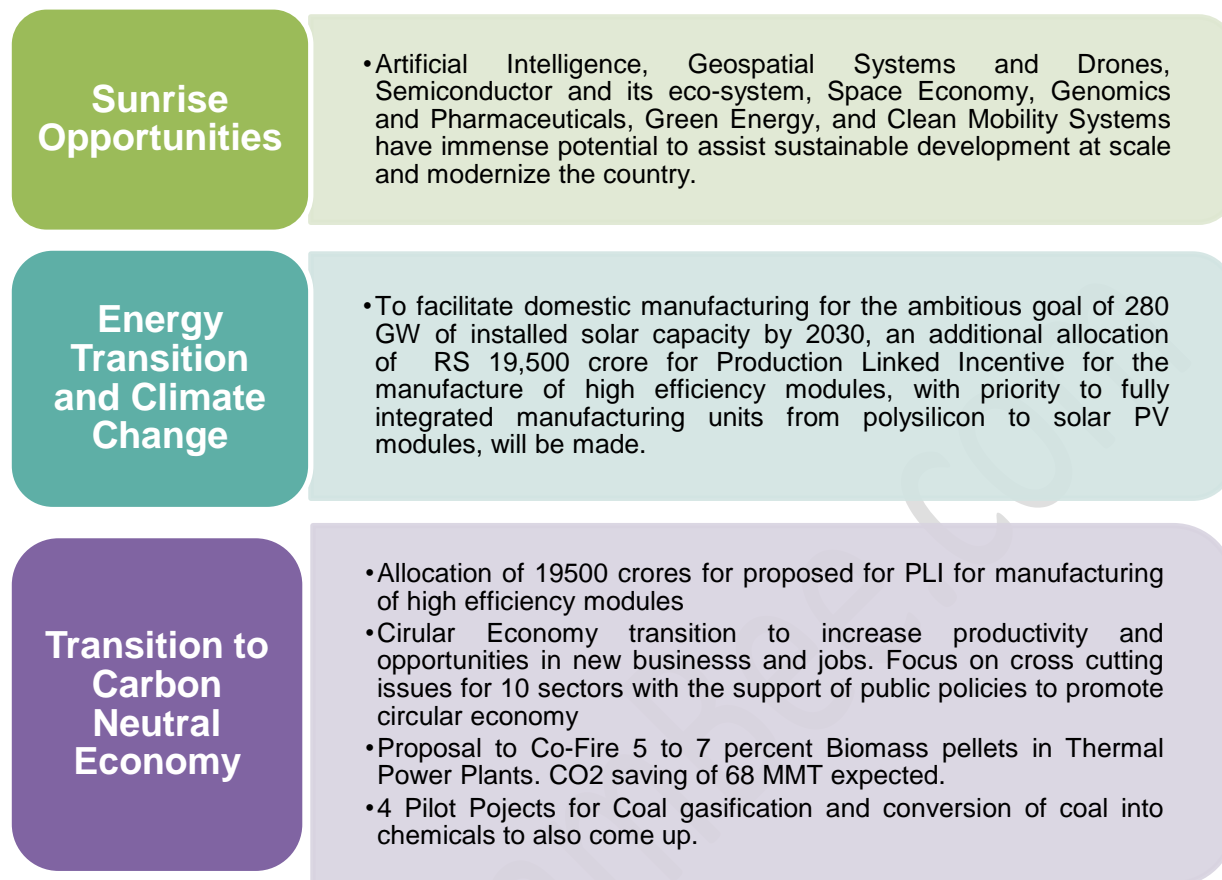 Sunrise
Opportunities
•Artificial Intelligence, Geospatial Systems and Drones,
Semiconductor and its eco-system, Space Economy, Genomics
and Pharmaceuticals, Green Energy, and Clean Mobility Systems
have immense potential to assist sustainable development at scale
and modernize the country.
Energy
Transition
and Climate
Change
•To facilitate domestic manufacturing for the ambitious goal of 280
GW of installed solar capacity by 2030, an additional allocation
of RS 19,500 crore for Production Linked Incentive for the
manufacture of high efficiency modules, with priority to fully
integrated manufacturing units from polysilicon to solar PV
modules, will be made.
Transition to
Carbon
Neutral
Economy
•Allocation of 19500 crores for proposed for PLI for manufacturing
of high efficiency modules
•Cirular Economy transition to increase productivity and
opportunities in new businesss and jobs. Focus on cross cutting
issues for 10 sectors with the support of public policies to promote
circular economy
•Proposal to Co-Fire 5 to 7 percent Biomass pellets in Thermal
Power Plants. CO2 saving of 68 MMT expected.
•4 Pilot Pojects for Coal gasification and conversion of coal into
chemicals to also come up.